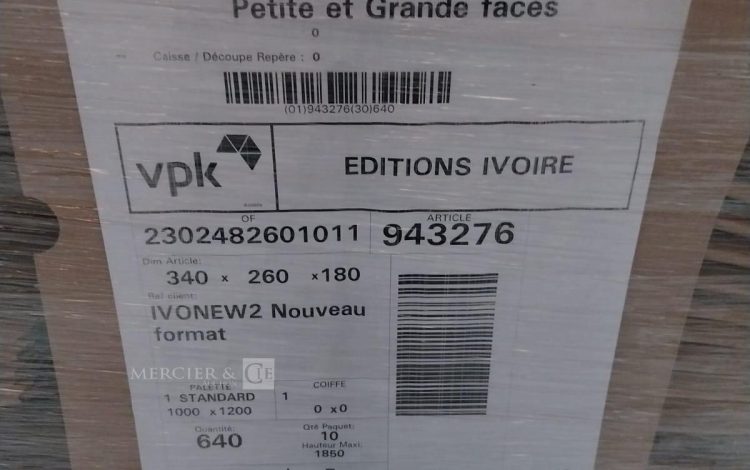 Petite et Grande faces
0
Caisse / Découpe Repère : 0
(01)943276(30)640
vpk
EDITIONS IVOIRE
OF
2302482601011
ARTICLE
943276
Dim Article:
340 x 260 x180
Ref client:
IVONEW2 Nouveau
format
MERCIER & CIE
PALETTE
1 STANDARD 1
1000 x1200
COIFFE
0 x0
Quantité:
640
Qté Paquet:
10
Hauteur Maxi:
1850